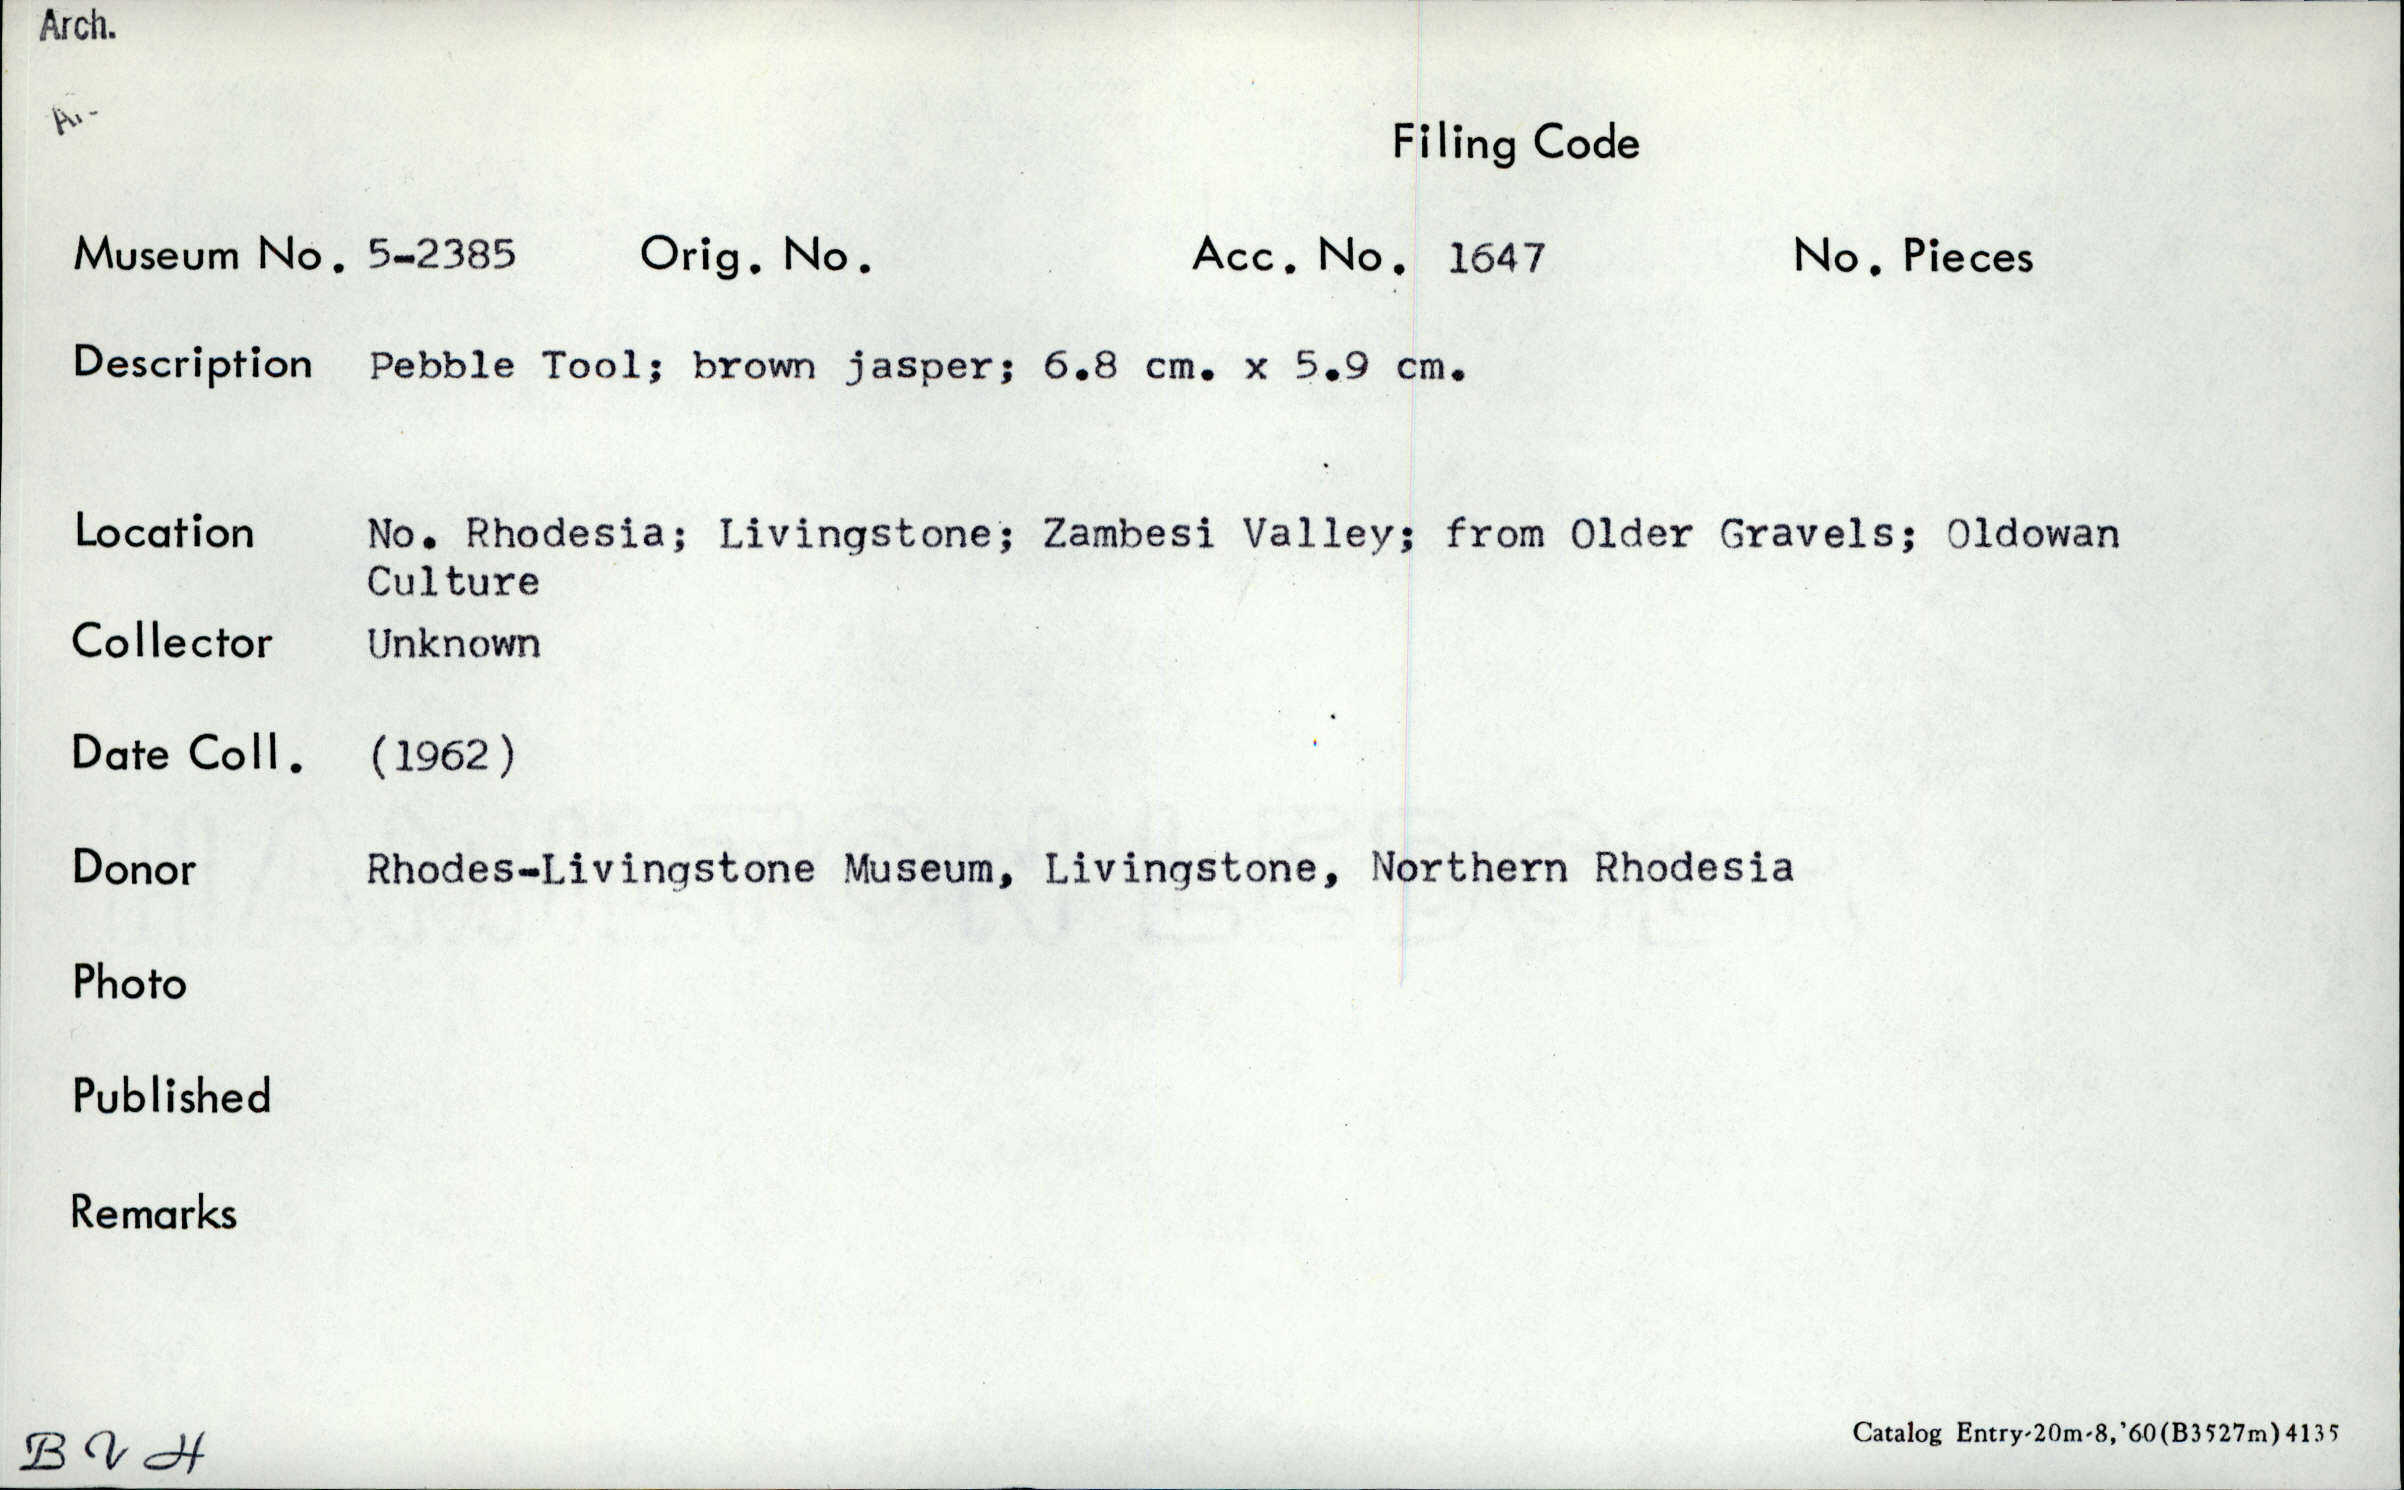 Arch.
Filing Code
Museum No. 5-2385 Orig. No. Acc. No. 1647 No. Pieces
Description Pebble Tool; brown jasper; 6.8 cm. x 5.9 cm.
Location No. Rhodesia; Livingstone; Zambesi Valley; from Older Gravels; Oldowan
Culture
Collector Unknown
Date Coll. (1962)
Donor Rhodes-Livingstone Museum, Livingstone, Northern Rhodesia
Photo
Published
Remarks
B V H
Catalog Entry-20m-8,'60(B3527m)4135